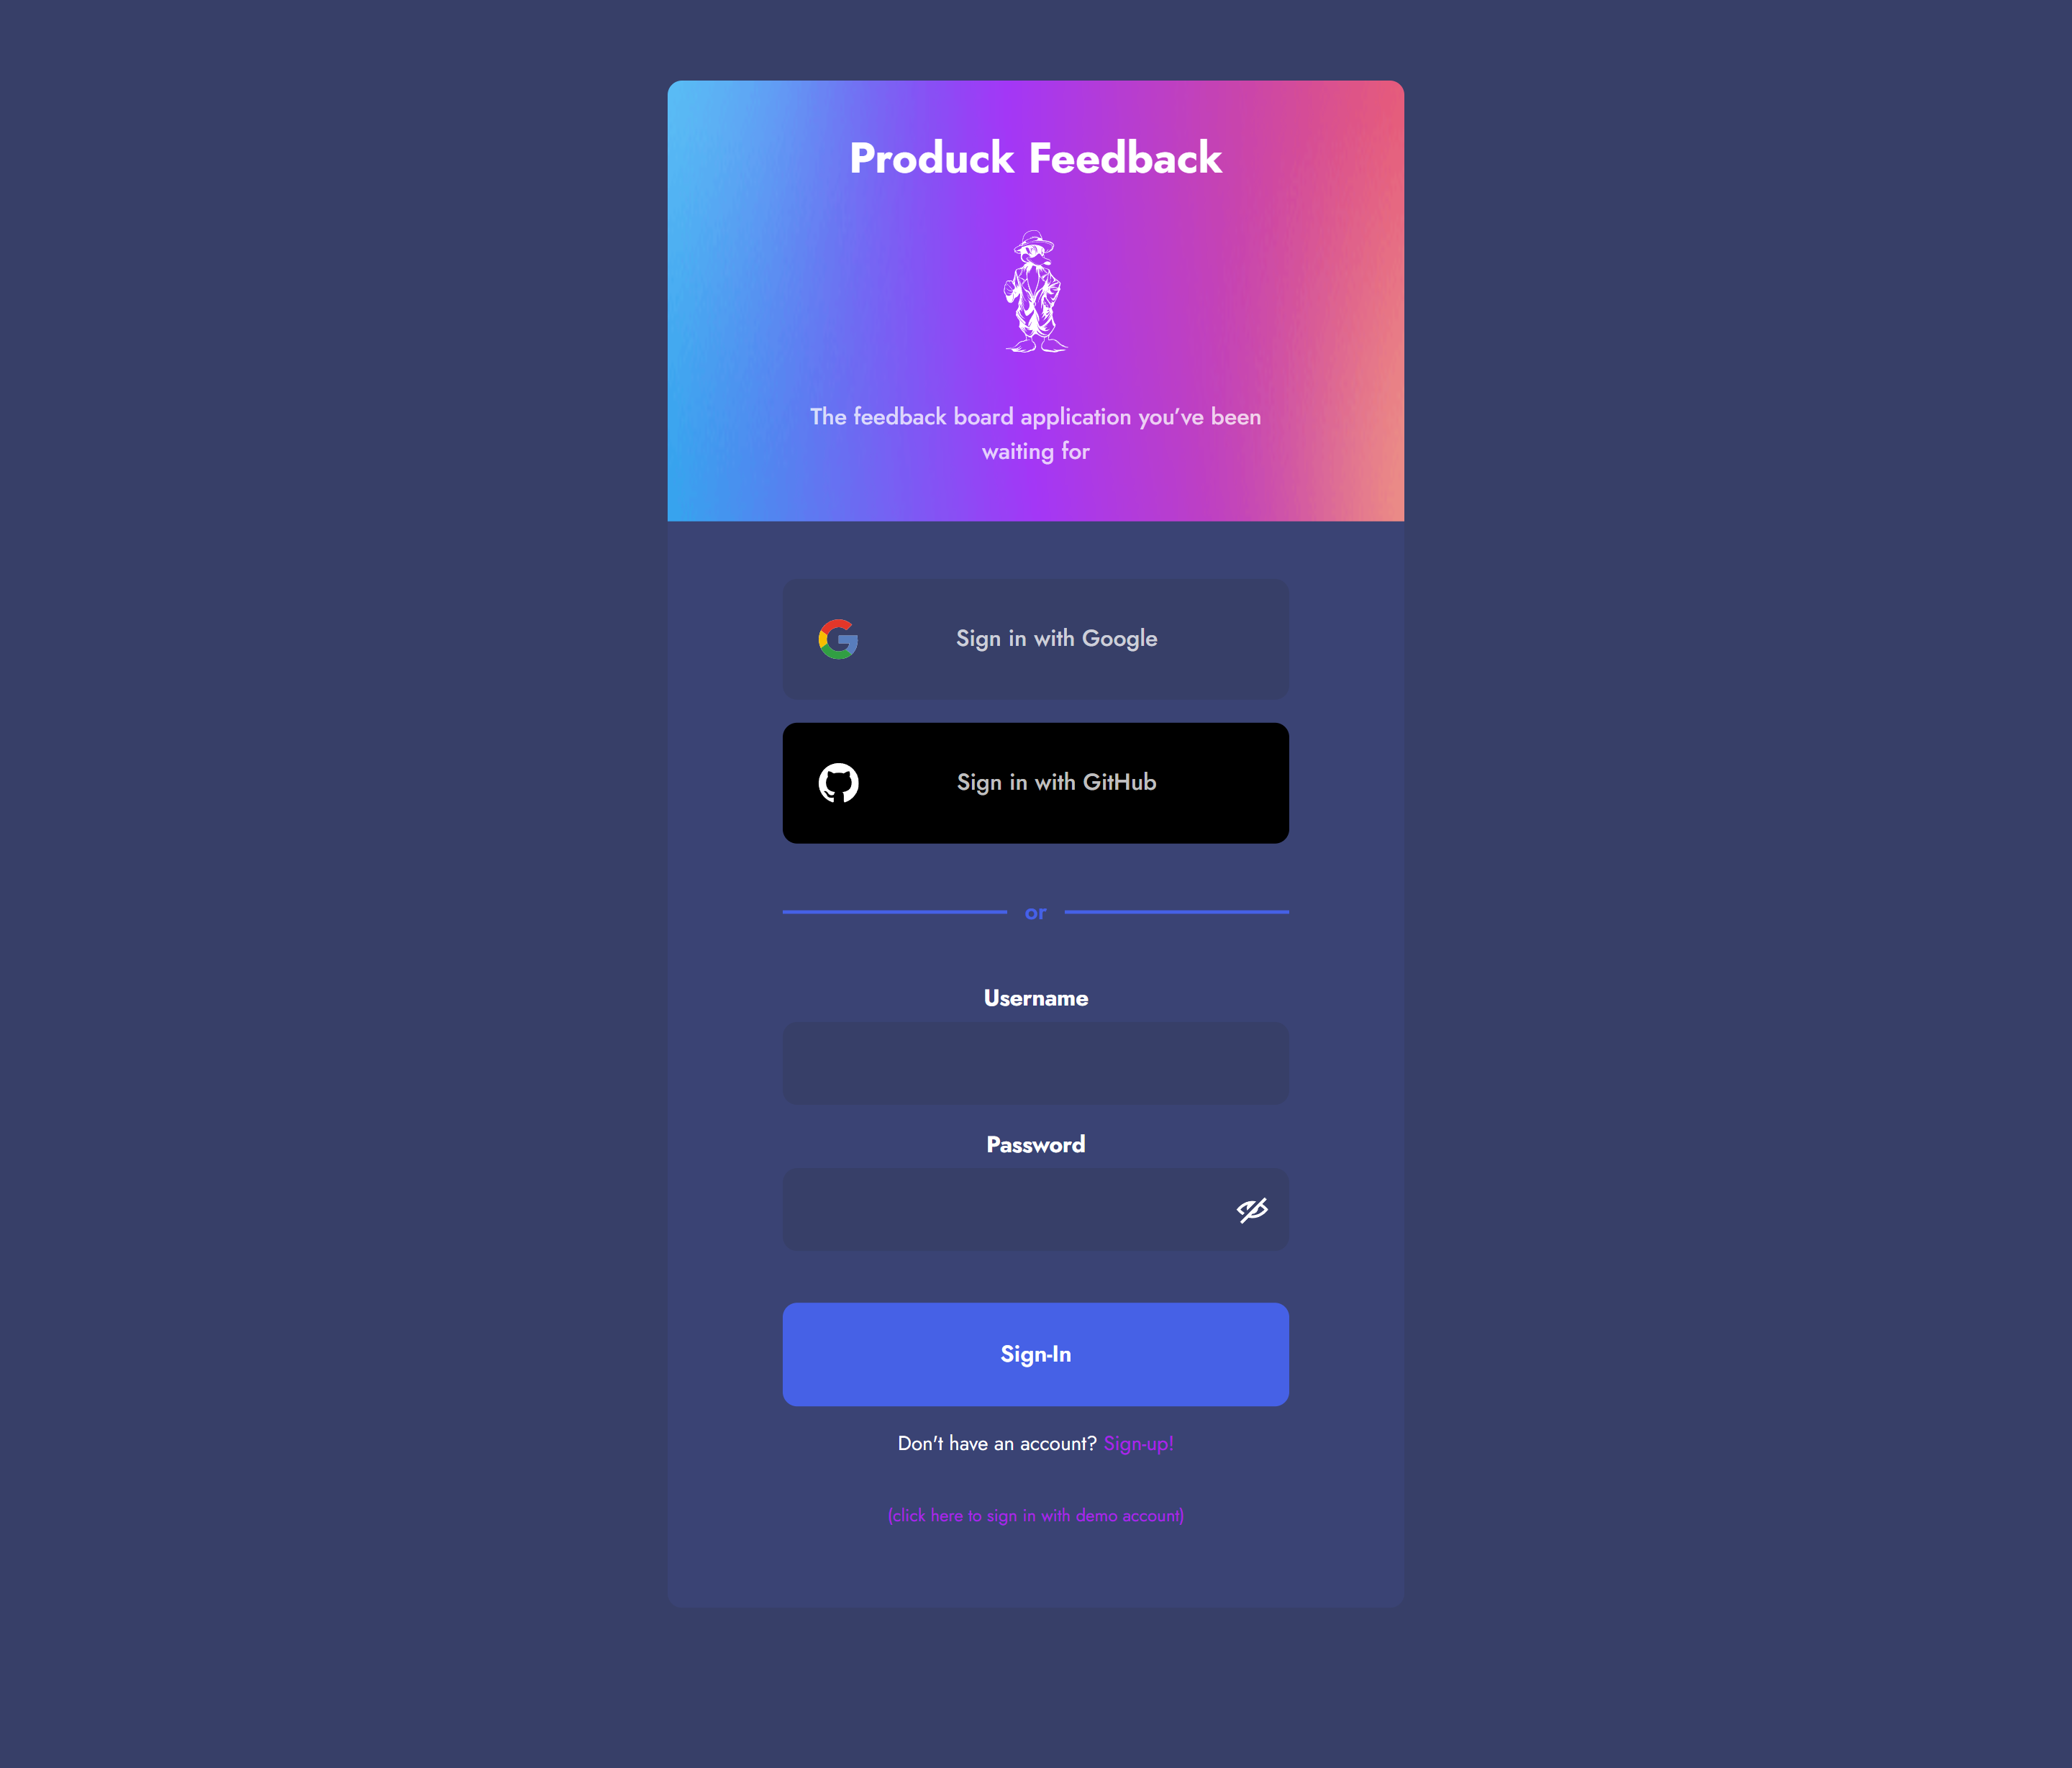 Produck Feedback
The feedback board application you’ve been
waiting for
Sign in with Google
Sign in with GitHub
or
Username
Password
Sign-In
Don't have an account? Sign-up!
(click here to sign in with demo account)